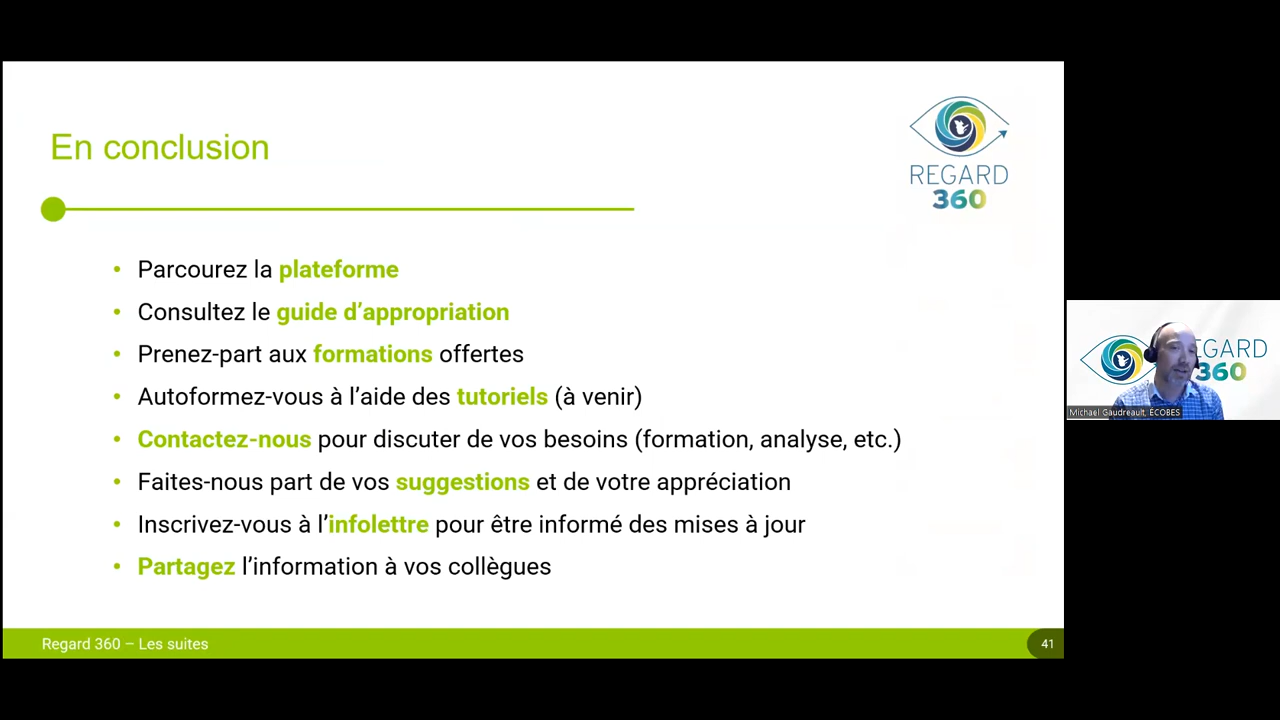 En conclusion
REGARD
360
• Parcourez la plateforme
• Consultez le guide d’appropriation
• Prenez-part aux formations offertes
• Autoformez-vous à l’aide des tutoriels (à venir)
• Contactez-nous pour discuter de vos besoins (formation, analyse, etc.)
• Faites-nous part de vos suggestions et de votre appréciation
• Inscrivez-vous à l’infolettre pour être informé des mises à jour
• Partagez l’information à vos collègues
Regard 360 – Les suites
41
EGARD
360
Michael Gaudreault, ÉCOBES